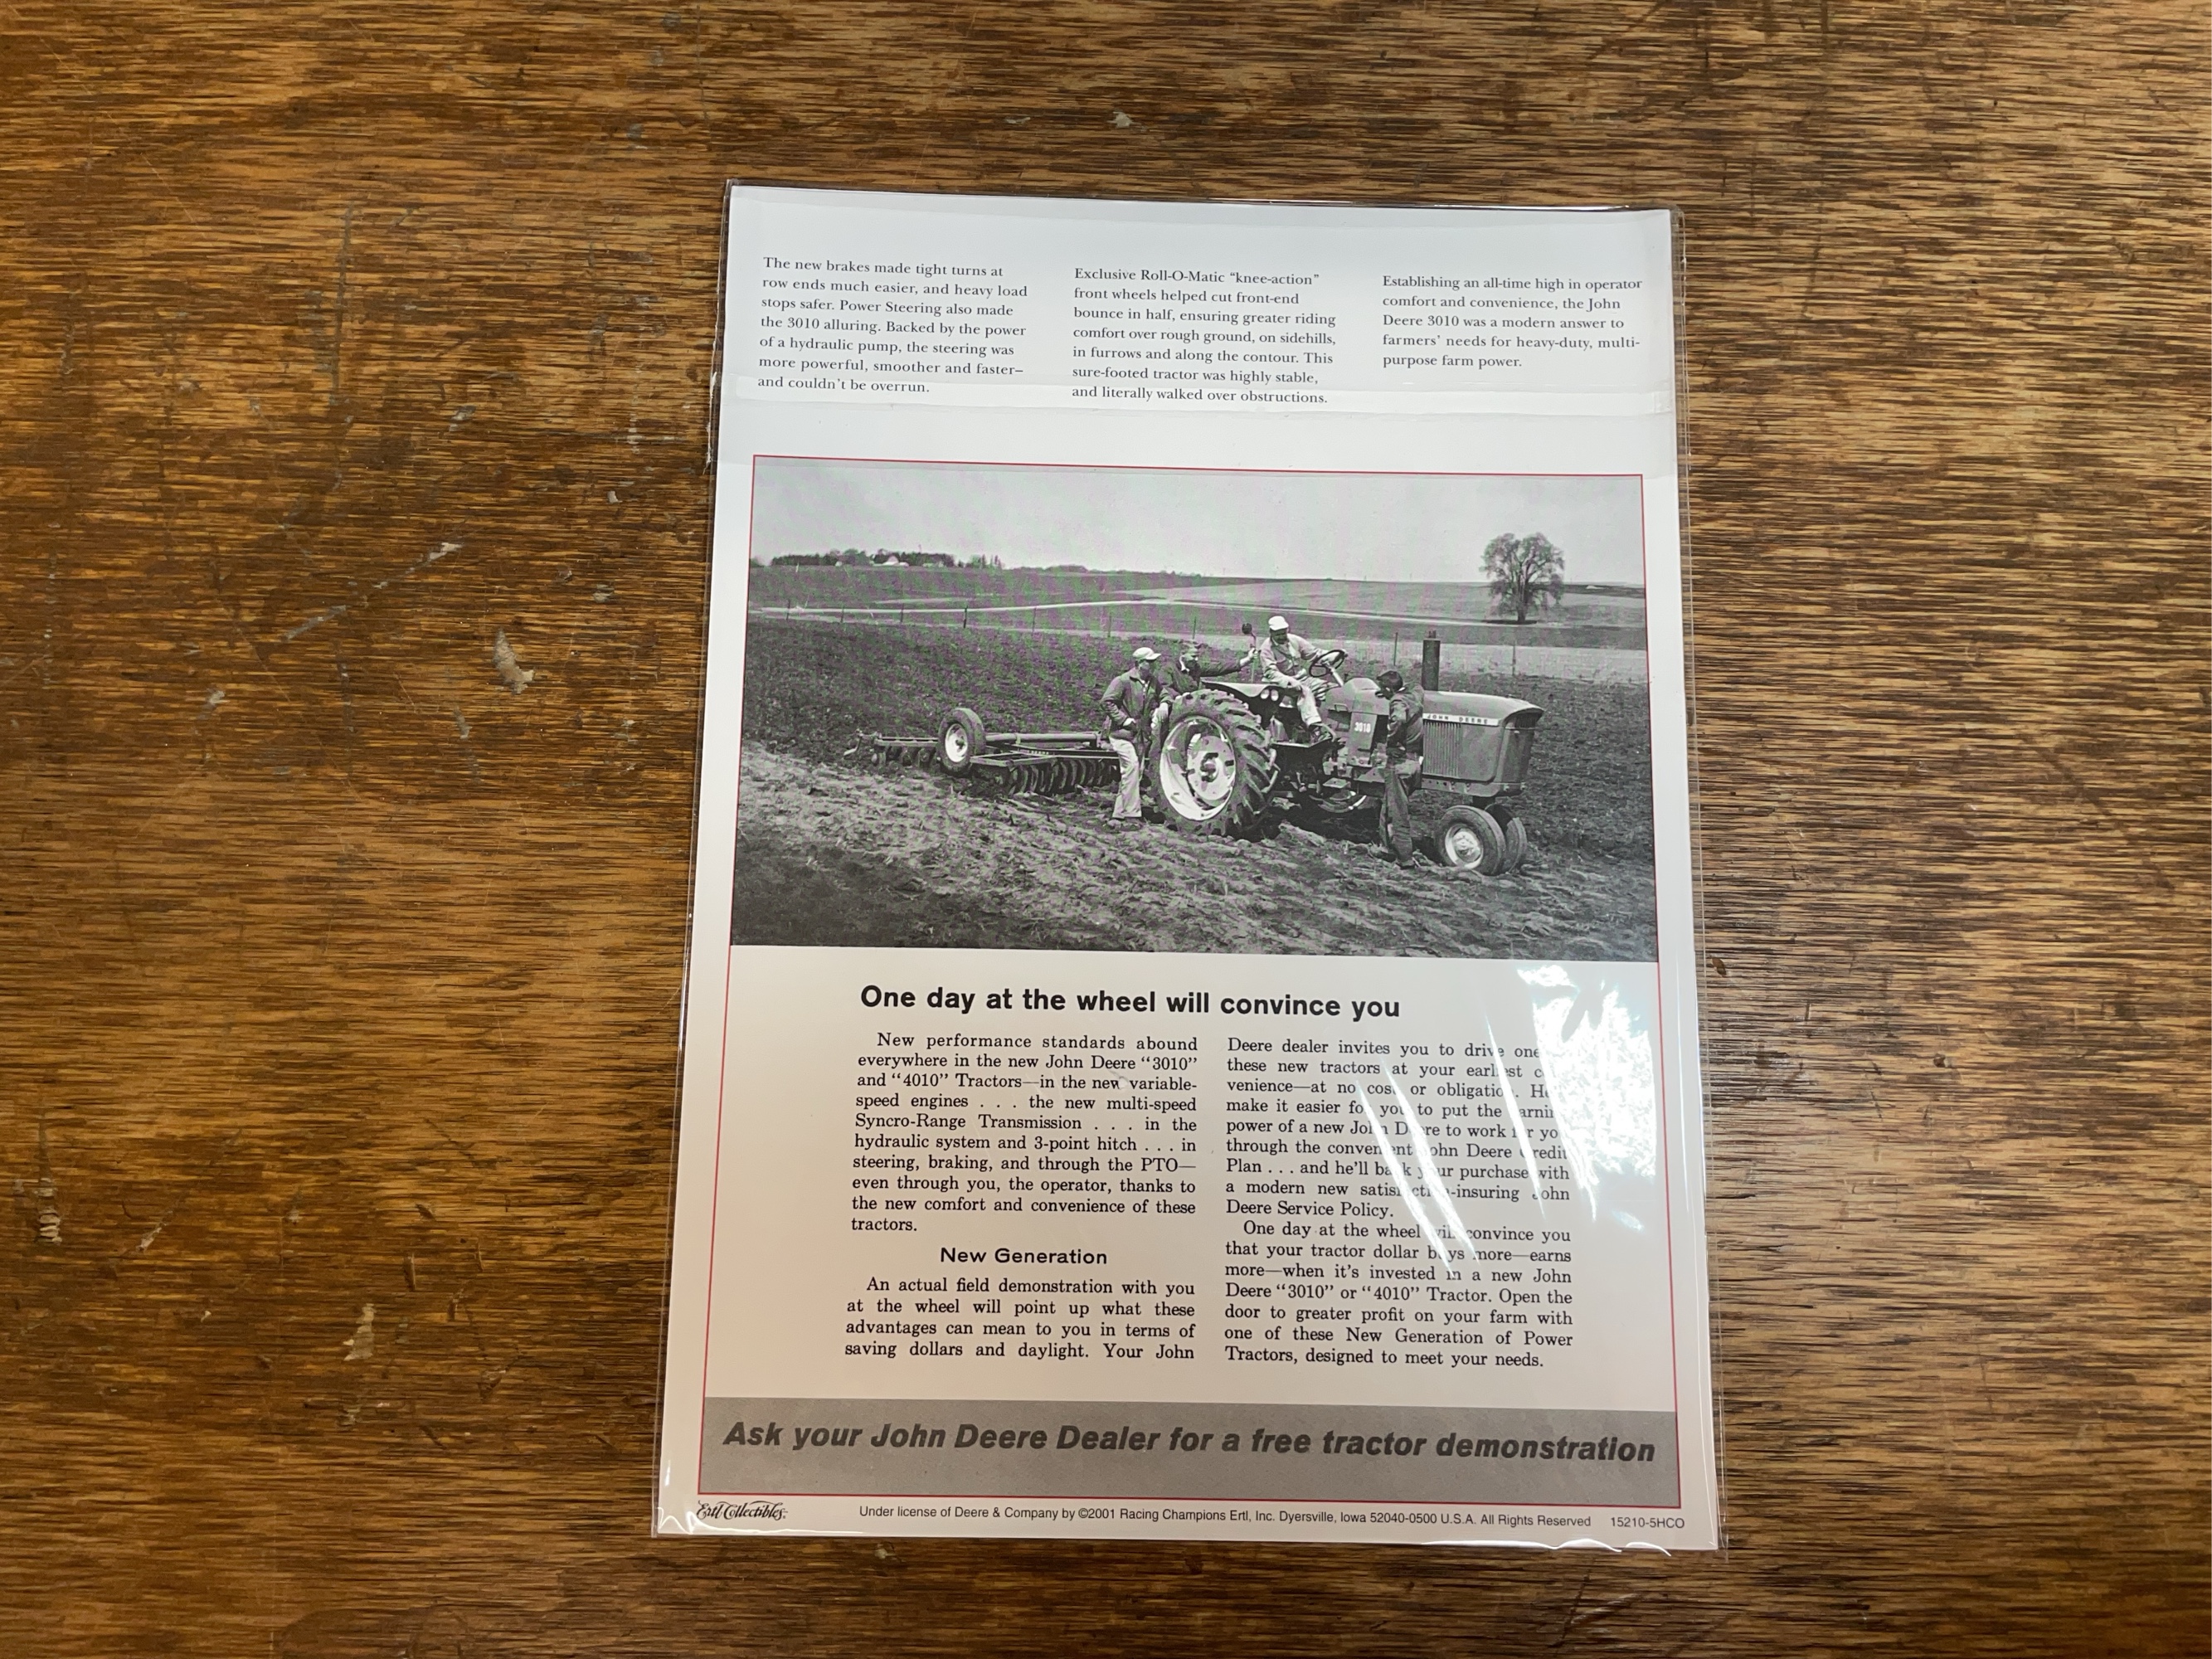 The new brakes made tight turns at
row ends much easier, and heavy load
stops safer. Power Steering also made
the 3010 alluring. Backed by the power
of a hydraulic pump, the steering was
more powerful, smoother and faster–
and couldn't be overrun.
Exclusive Roll-O-Matic “knee-action”
front wheels helped cut front-end
bounce in half, ensuring greater riding
comfort over rough ground, on sidehills,
in furrows and along the contour. This
sure-footed tractor was highly stable,
and literally walked over obstructions.
Establishing an all-time high in operator
comfort and convenience, the John
Deere 3010 was a modern answer to
farmers' needs for heavy-duty, multi-
purpose farm power.
3010
JOHN DEERE
One day at the wheel will convince you
New performance standards abound
everywhere in the new John Deere “3010”
and “4010” Tractors—in the new variable-
speed engines . . . the new multi-speed
Syncro-Range Transmission . . . in the
hydraulic system and 3-point hitch . . . in
steering, braking, and through the PTO—
even through you, the operator, thanks to
the new comfort and convenience of these
tractors.
New Generation
An actual field demonstration with you
at the wheel will point up what these
advantages can mean to you in terms of
saving dollars and daylight. Your John
Deere dealer invites you to drive one
these new tractors at your earliest
venience—at no cost or obligation.
make it easier for you to put the
power of a new John Deere to work for
through the convenient John Deere Credit
Plan . . . and he'll back your purchase with
a modern new satisfaction-insuring John
Deere Service Policy.
One day at the wheel will convince you
that your tractor dollar buys more—earns
more—when it's invested in a new John
Deere “3010” or “4010” Tractor. Open the
door to greater profit on your farm with
one of these New Generation of Power
Tractors, designed to meet your needs.
Ask your John Deere Dealer for a free tractor demonstration
Ertl Collectibles.
Under license of Deere & Company by ©2001 Racing Champions Ertl, Inc. Dyersville, Iowa 52040-0500 U.S.A. All Rights Reserved
15210-5HCO